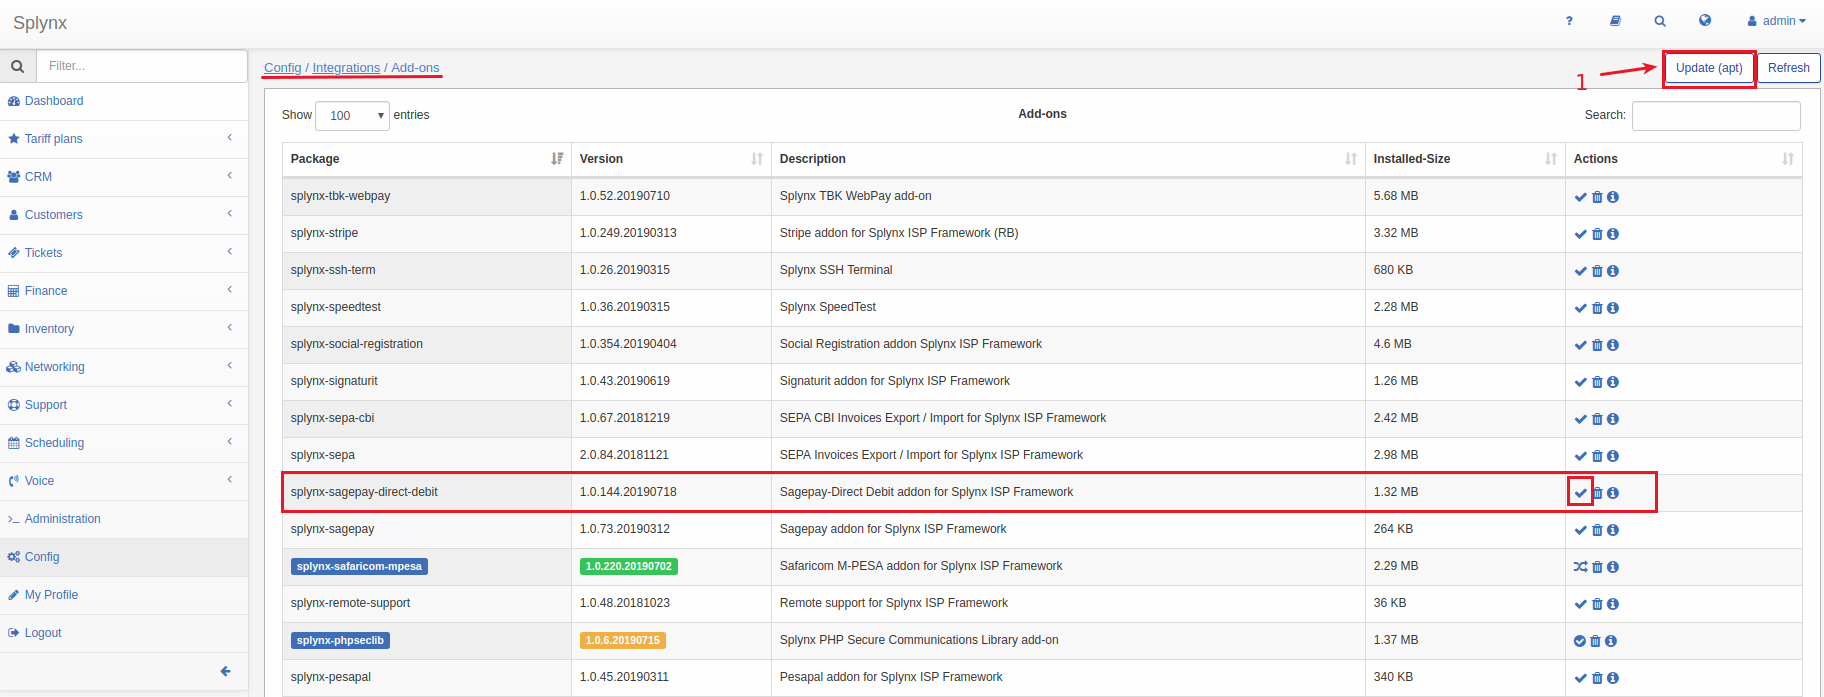 Splynx
? admin
Filter...
Config / Integrations / Add-ons
1
Update (apt) Refresh
Dashboard
Tariff plans
CRM
Customers
Tickets
Finance
Inventory
Networking
Support
Scheduling
Voice
Administration
Config
My Profile
Logout
Show 100 entries
Add-ons
Search:
Package Version Description Installed-Size Actions
splynx-tbk-webpay 1.0.52.20190710 Splynx TBK WebPay add-on 5.68 MB
splynx-stripe 1.0.249.20190313 Stripe addon for Splynx ISP Framework (RB) 3.32 MB
splynx-ssh-term 1.0.26.20190315 Splynx SSH Terminal 680 KB
splynx-speedtest 1.0.36.20190315 Splynx SpeedTest 2.28 MB
splynx-social-registration 1.0.354.20190404 Social Registration addon Splynx ISP Framework 4.6 MB
splynx-signaturit 1.0.43.20190619 Signaturit addon for Splynx ISP Framework 1.26 MB
splynx-sepa-cbi 1.0.67.20181219 SEPA CBI Invoices Export / Import for Splynx ISP Framework 2.42 MB
splynx-sepa 2.0.84.20181121 SEPA Invoices Export / Import for Splynx ISP Framework 2.98 MB
splynx-sagepay-direct-debit 1.0.144.20190718 Sagepay-Direct Debit addon for Splynx ISP Framework 1.32 MB
splynx-sagepay 1.0.73.20190312 Sagepay addon for Splynx ISP Framework 264 KB
splynx-safaricom-mpesa 1.0.220.20190702 Safaricom M-PESA addon for Splynx ISP Framework 2.29 MB
splynx-remote-support 1.0.48.20181023 Remote support for Splynx ISP Framework 36 KB
splynx-phpseclib 1.0.6.20190715 Splynx PHP Secure Communications Library add-on 1.37 MB
splynx-pesapal 1.0.45.20190311 Pesapal addon for Splynx ISP Framework 340 KB